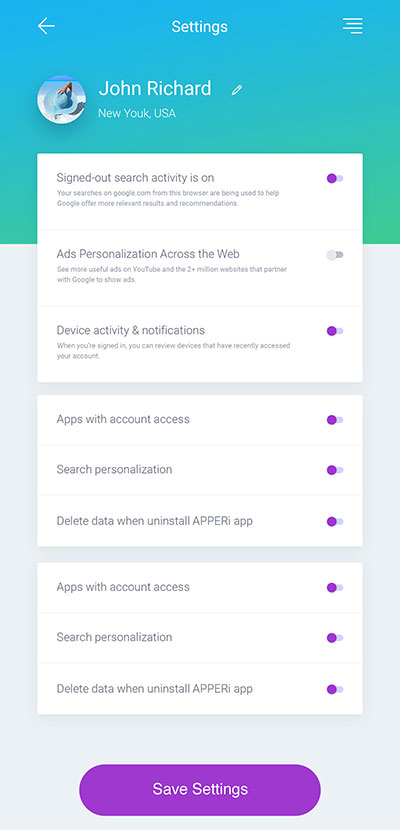 Settings
John Richard
New Youk, USA
Signed-out search activity is on
Your searches on google.com from this browser are being used to help
Google offer more relevant results and recommendations.
Ads Personalization Across the Web
See more useful ads on YouTube and the 2+ million websites that partner
with Google to show ads.
Device activity & notifications
When you're signed in, you can review devices that have recently accessed
your account.
Apps with account access
Search personalization
Delete data when uninstall APPERi app
Apps with account access
Search personalization
Delete data when uninstall APPERi app
Save Settings